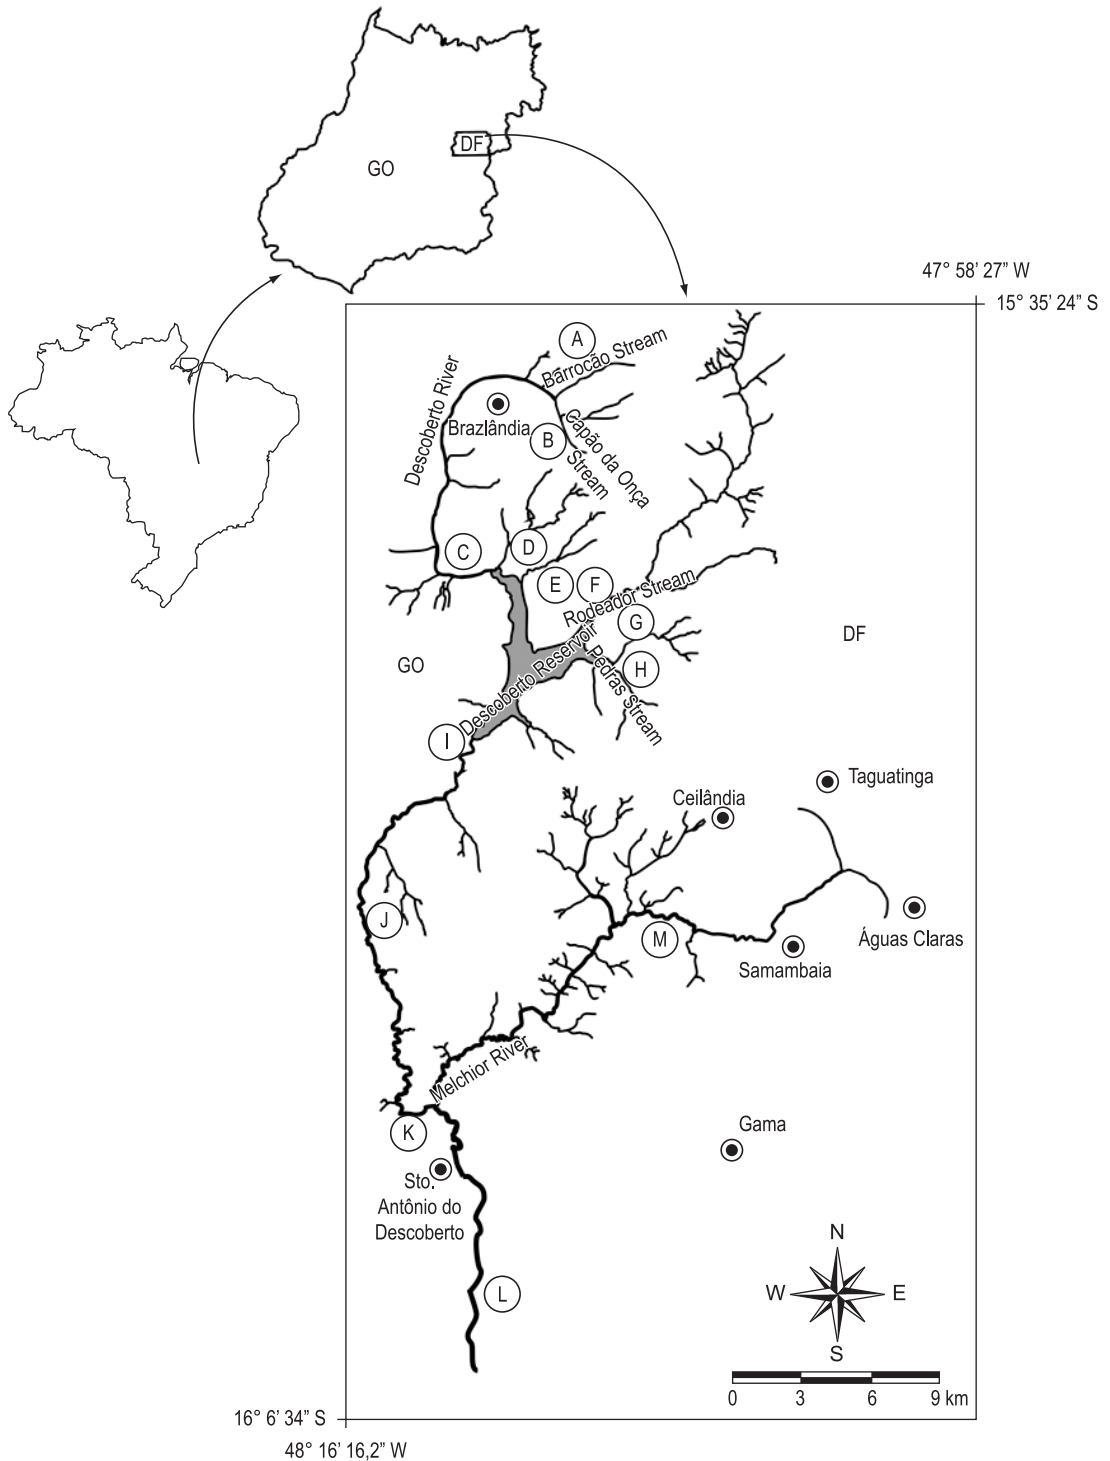 DF
GO
47° 58’ 27” W
15° 35’ 24” S
A
Barrocão Stream
Descoberto River
Brazlândia
B
Capão da Onça
Stream
C
D
E
F
Rodeador Stream
G
DF
GO
H
Descoberto Reservoir
Pedras Stream
I
Taguatinga
Ceilândia
J
M
Águas Claras
Samambaia
Melchior River
K
Gama
Sto.
Antônio do
Descoberto
N
W
E
L
S
0
3
6
9 km
16° 6’ 34” S
48° 16’ 16,2” W